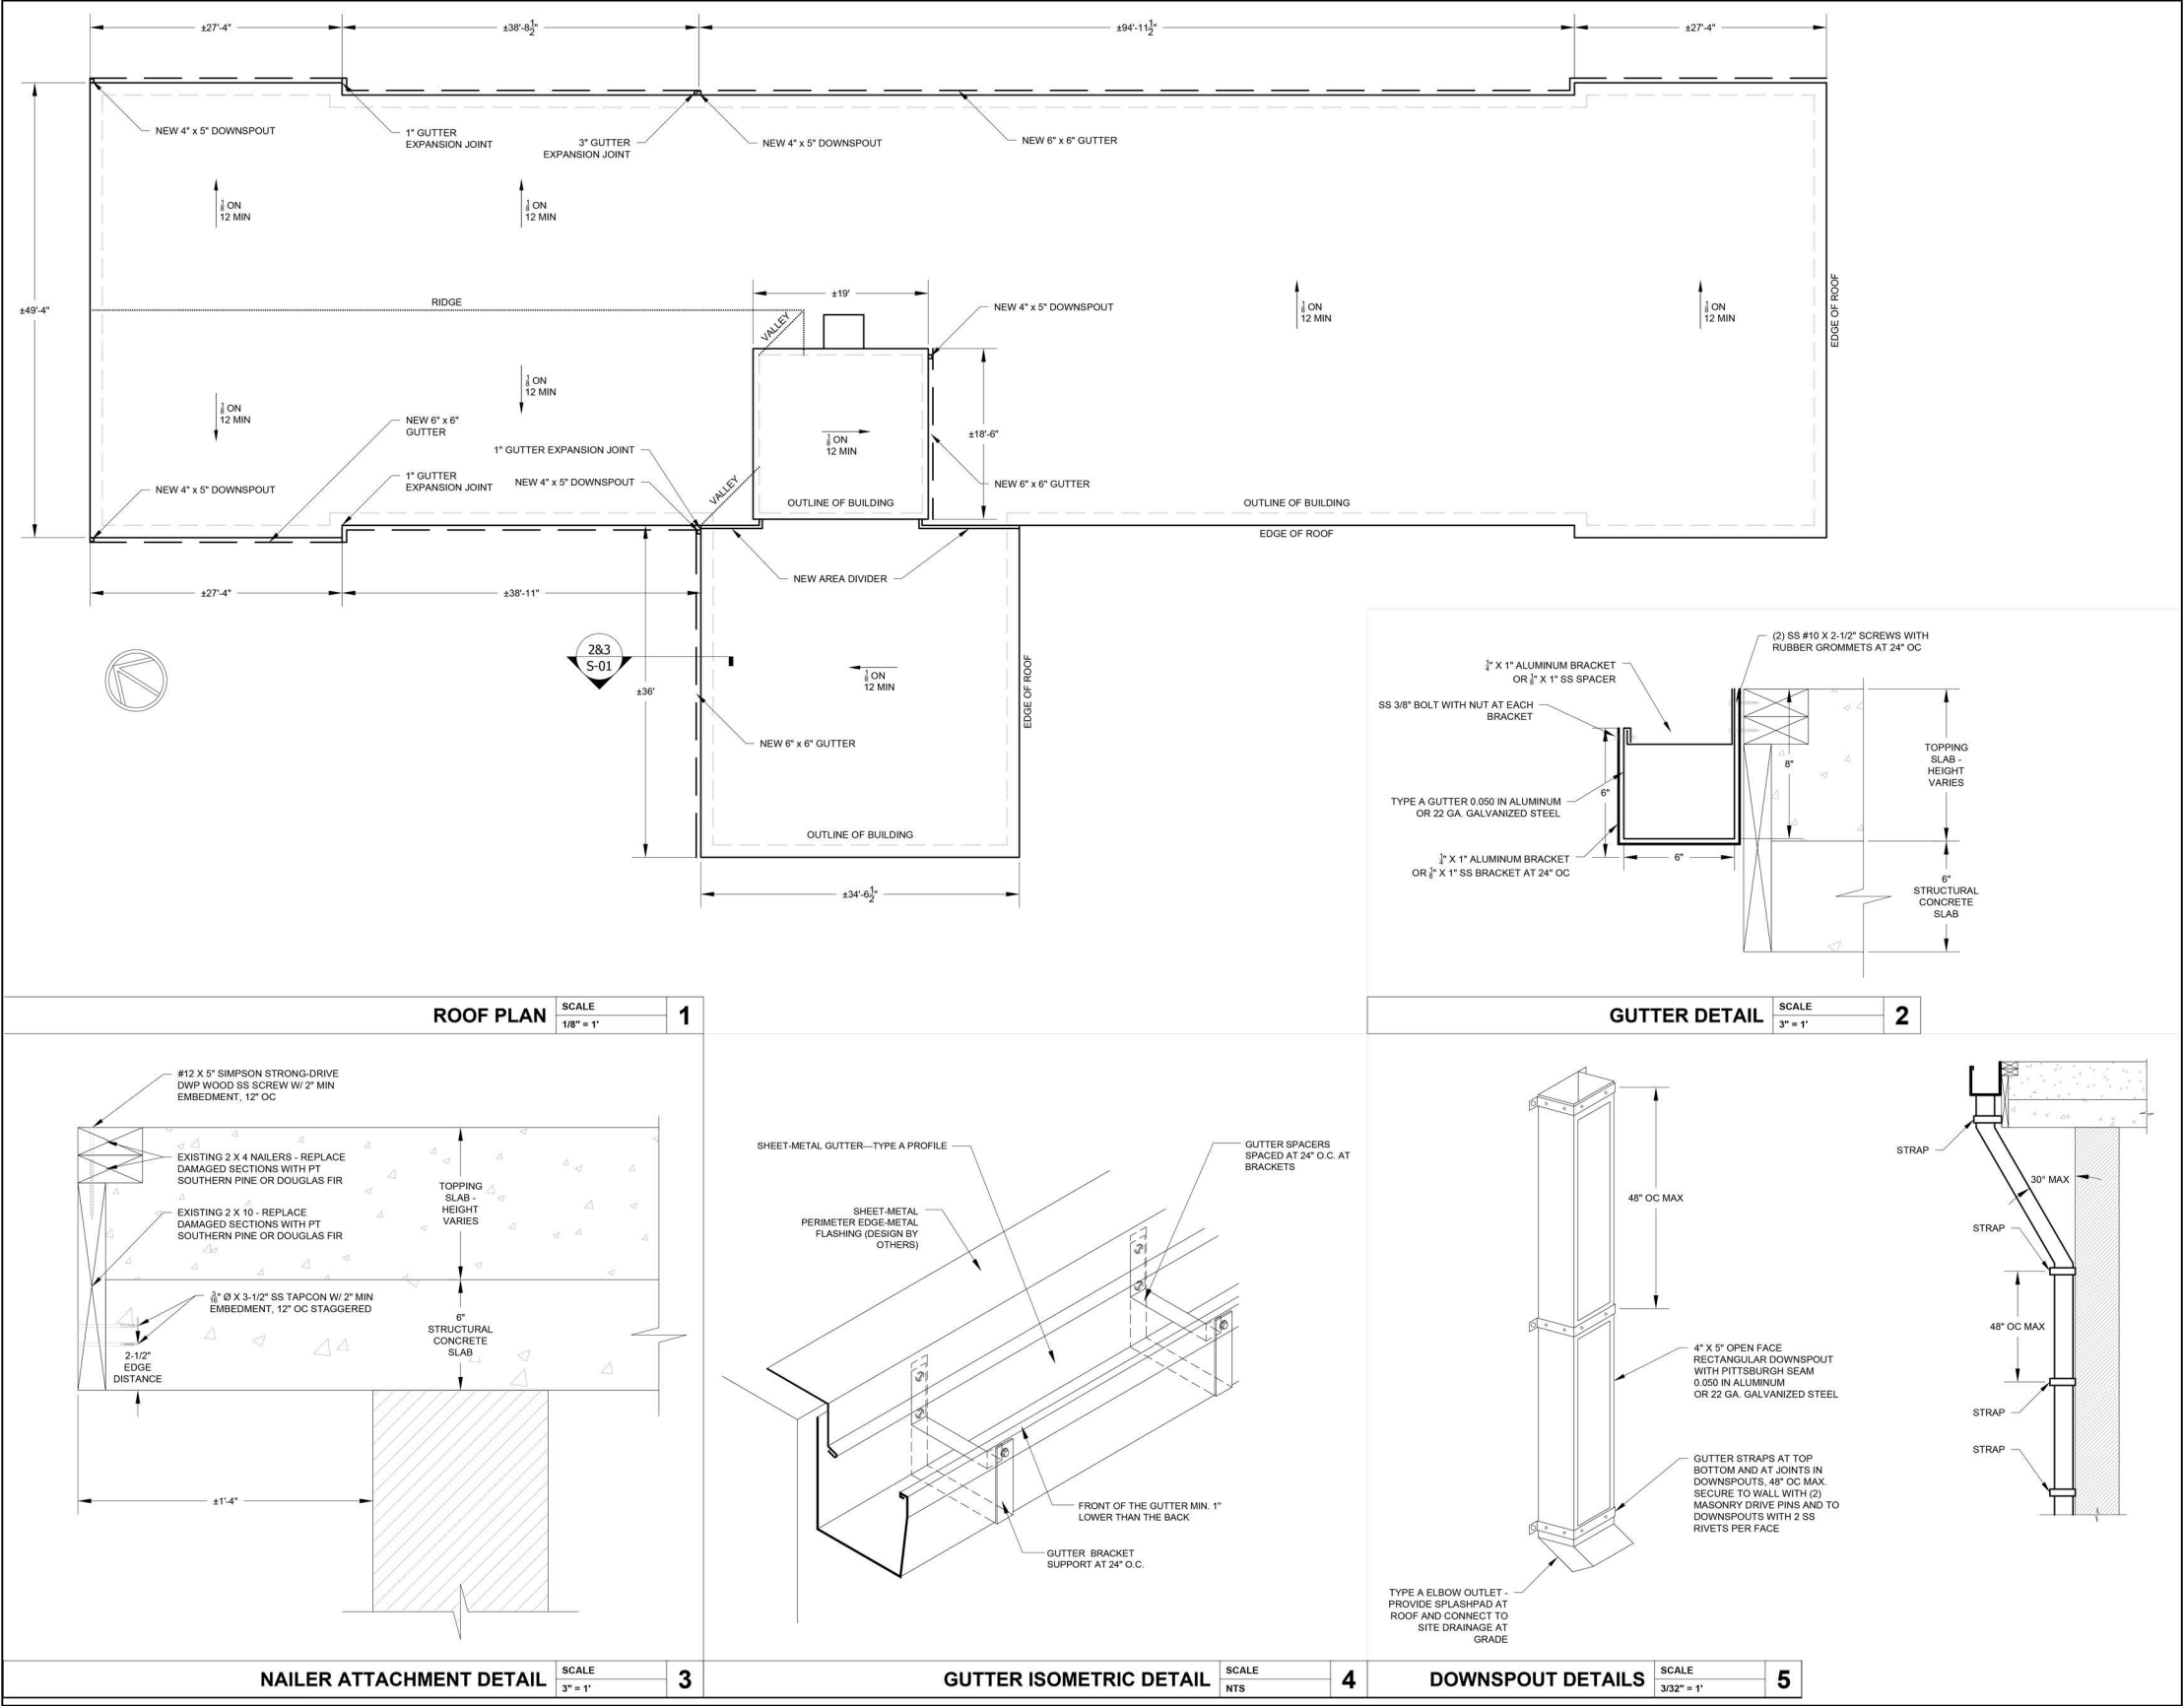 ±27'-4"
±38'-8 1/2"
±94'-11 1/2"
±27'-4"
±49'-4"
NEW 4" x 5" DOWNSPOUT
1" GUTTER
EXPANSION JOINT
3" GUTTER
EXPANSION JOINT
NEW 4" x 5" DOWNSPOUT
NEW 6" x 6" GUTTER
1/8 ON
12 MIN
1/8 ON
12 MIN
RIDGE
±19'
VALLEY
NEW 4" x 5" DOWNSPOUT
1/8 ON
12 MIN
1/8 ON
12 MIN
EDGE OF ROOF
1/8 ON
12 MIN
1/8 ON
12 MIN
NEW 6" x 6"
GUTTER
1" GUTTER EXPANSION JOINT
1/8 ON
12 MIN
±18'-6"
1" GUTTER
EXPANSION JOINT
NEW 4" x 5" DOWNSPOUT
NEW 4" x 5" DOWNSPOUT
VALLEY
NEW 6" x 6" GUTTER
OUTLINE OF BUILDING
OUTLINE OF BUILDING
EDGE OF ROOF
NEW AREA DIVIDER
±27'-4"
±38'-11"
2&3
S-01
±36'
1/8 ON
12 MIN
EDGE OF ROOF
NEW 6" x 6" GUTTER
OUTLINE OF BUILDING
±34'-6 1/2"
ROOF PLAN
SCALE
1/8" = 1'
1
(2) SS #10 X 2-1/2" SCREWS WITH
RUBBER GROMMETS AT 24" OC
1/4" X 1" ALUMINUM BRACKET
OR 1/8" X 1" SS SPACER
SS 3/8" BOLT WITH NUT AT EACH
BRACKET
TYPE A GUTTER 0.050 IN ALUMINUM
OR 22 GA. GALVANIZED STEEL
1/4" X 1" ALUMINUM BRACKET
OR 1/8" X 1" SS BRACKET AT 24" OC
6"
6"
8"
TOPPING
SLAB -
HEIGHT
VARIES
6"
STRUCTURAL
CONCRETE
SLAB
GUTTER DETAIL
SCALE
3" = 1'
2
#12 X 5" SIMPSON STRONG-DRIVE
DWP WOOD SS SCREW W/ 2" MIN
EMBEDMENT, 12" OC
EXISTING 2 X 4 NAILERS - REPLACE
DAMAGED SECTIONS WITH PT
SOUTHERN PINE OR DOUGLAS FIR
EXISTING 2 X 10 - REPLACE
DAMAGED SECTIONS WITH PT
SOUTHERN PINE OR DOUGLAS FIR
TOPPING
SLAB -
HEIGHT
VARIES
3/16" Ø X 3-1/2" SS TAPCON W/ 2" MIN
EMBEDMENT, 12" OC STAGGERED
6"
STRUCTURAL
CONCRETE
SLAB
2-1/2"
EDGE
DISTANCE
±1'-4"
NAILER ATTACHMENT DETAIL
SCALE
3" = 1'
3
SHEET-METAL GUTTER—TYPE A PROFILE
GUTTER SPACERS
SPACED AT 24" O.C. AT
BRACKETS
SHEET-METAL
PERIMETER EDGE-METAL
FLASHING (DESIGN BY
OTHERS)
FRONT OF THE GUTTER MIN. 1"
LOWER THAN THE BACK
GUTTER BRACKET
SUPPORT AT 24" O.C.
GUTTER ISOMETRIC DETAIL
SCALE
NTS
4
48" OC MAX
4" X 5" OPEN FACE
RECTANGULAR DOWNSPOUT
WITH PITTSBURGH SEAM
0.050 IN ALUMINUM
OR 22 GA. GALVANIZED STEEL
GUTTER STRAPS AT TOP
BOTTOM AND AT JOINTS IN
DOWNSPOUTS, 48" OC MAX.
SECURE TO WALL WITH (2)
MASONRY DRIVE PINS AND TO
DOWNSPOUTS WITH 2 SS
RIVETS PER FACE
TYPE A ELBOW OUTLET -
PROVIDE SPLASHPAD AT
ROOF AND CONNECT TO
SITE DRAINAGE AT
GRADE
STRAP
30° MAX
STRAP
48" OC MAX
STRAP
STRAP
DOWNSPOUT DETAILS
SCALE
3/32" = 1'
5